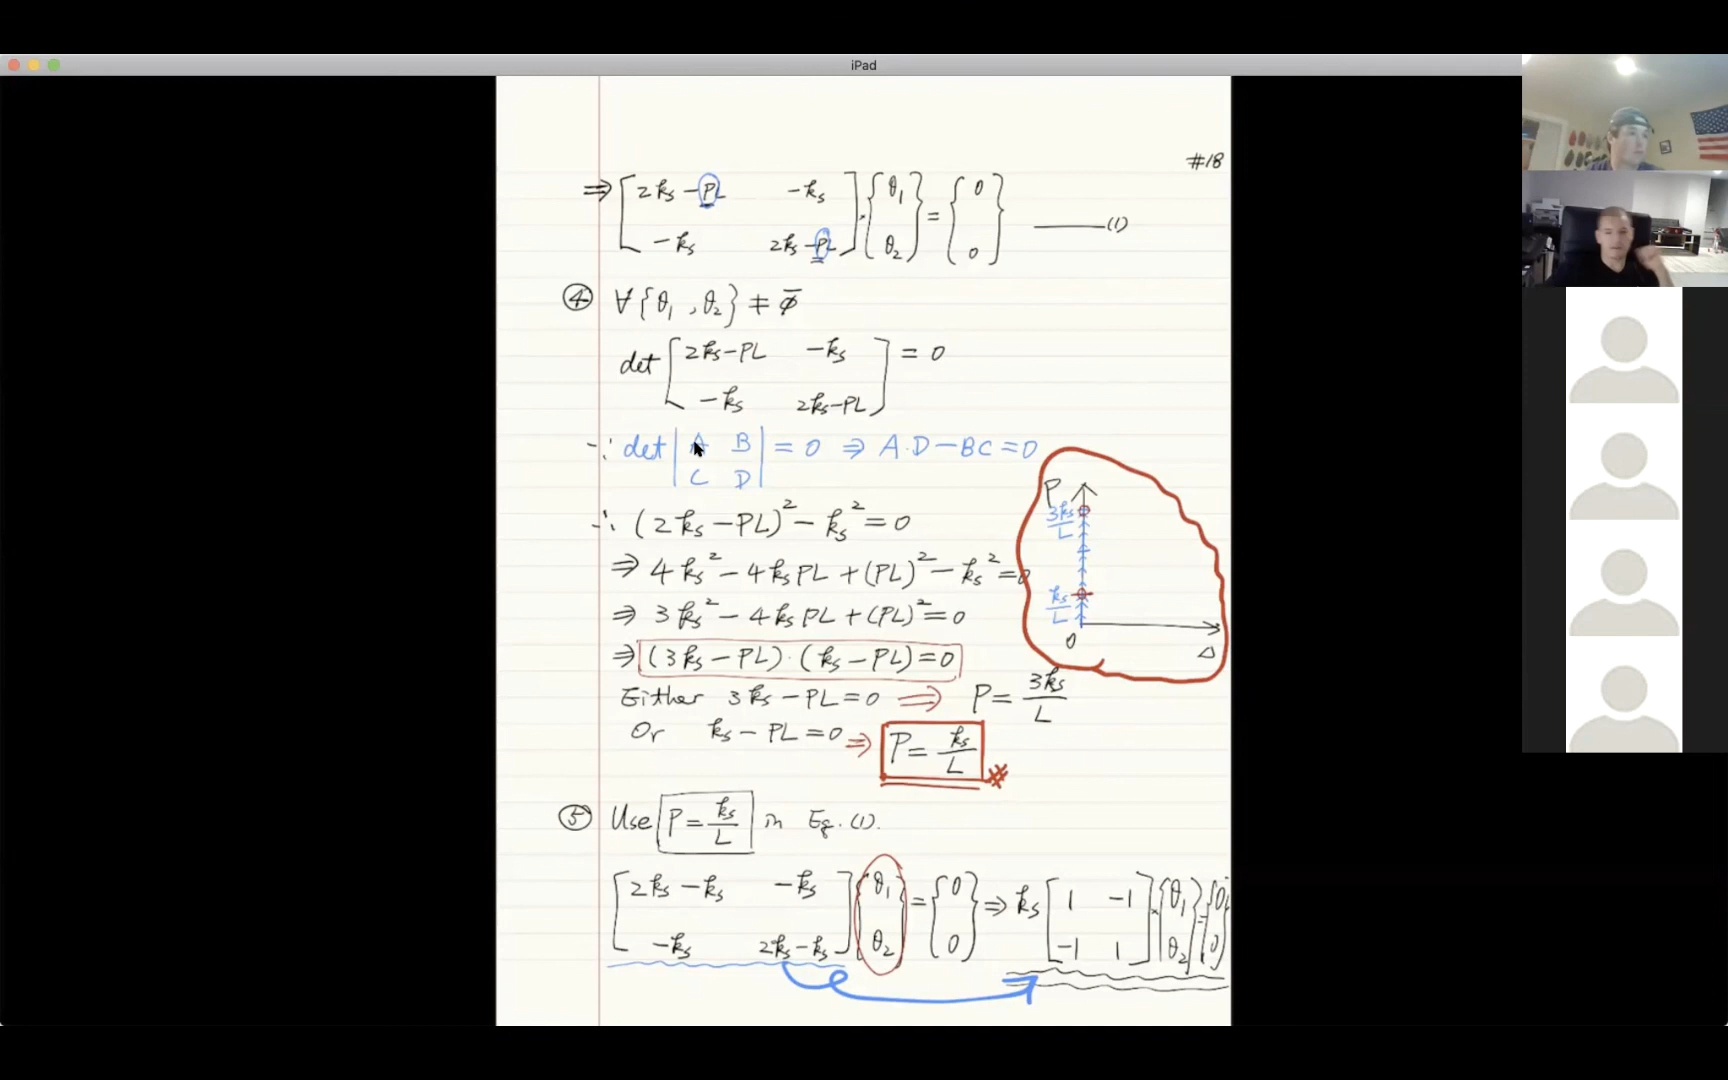 iPad
#18
⇒ [2ks −PL −ks
−ks 2ks −PL] · {θ1
θ2} = {0
0} ———(1)
④ ∀{θ1, θ2} ≠ φ̄
det [2ks−PL −ks
−ks 2ks−PL] = 0
∵ det |A B
C D| = 0 ⇒ A·D−BC=0
∴ (2ks −PL)² − ks² = 0
⇒ 4ks² − 4ksPL + (PL)² − ks² = 0
⇒ 3ks² − 4ksPL + (PL)² = 0
⇒ (3ks−PL)·(ks−PL)=0
Either 3ks −PL=0 ⇒ P= 3ks/L
Or ks − PL =0 ⇒ P= ks/L #
P
3ks/L
ks/L
0
Δ
⑤ Use P= ks/L in Eq. (1).
[2ks −ks −ks
−ks 2ks−ks] {θ1
θ2} = {0
0} ⇒ ks [1 −1
−1 1] × {θ1
θ2} = {0
0}